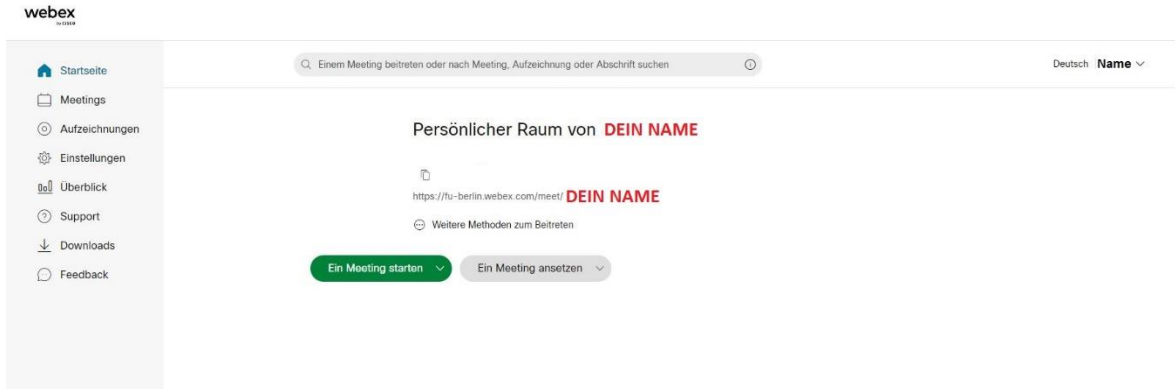 webex
by CISCO
Startseite
Meetings
Aufzeichnungen
Einstellungen
Überblick
Support
Downloads
Feedback
Einem Meeting beitreten oder nach Meeting, Aufzeichnung oder Abschrift suchen
Deutsch Name
Persönlicher Raum von DEIN NAME
https://fu-berlin.webex.com/meet/ DEIN NAME
Weitere Methoden zum Beitreten
Ein Meeting starten
Ein Meeting ansetzen